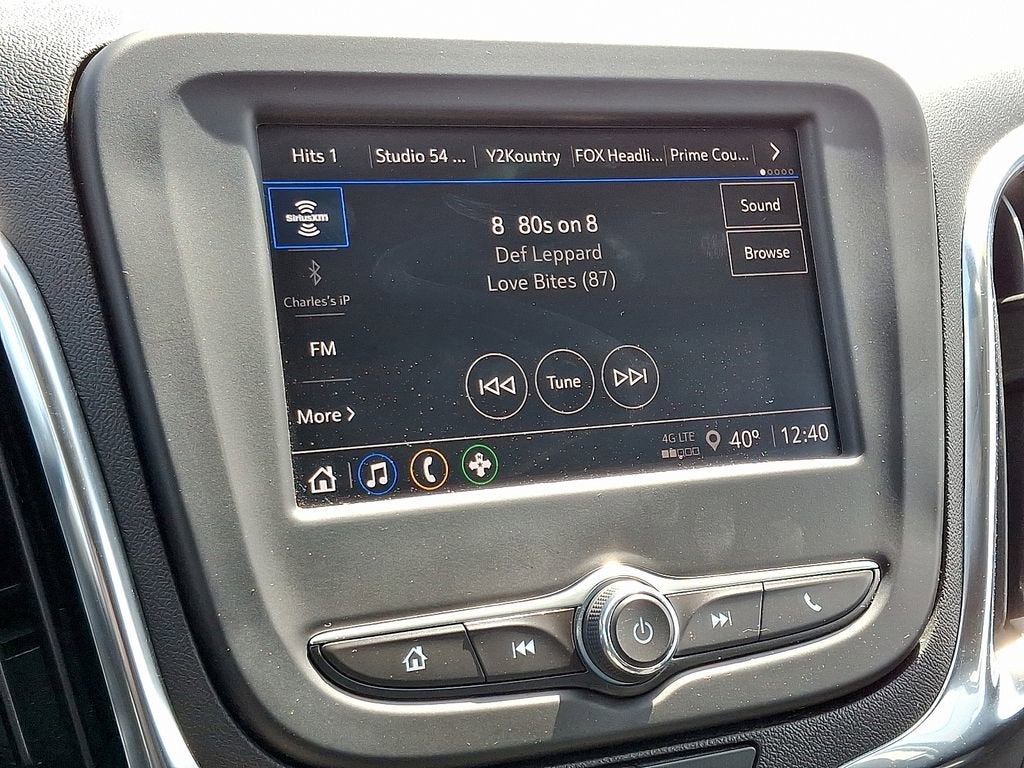 Hits 1
Studio 54 ...
Y2Kountry
FOX Headli...
Prime Cou...
SiriusXM
Charles's iP
FM
More
8 80s on 8
Def Leppard
Love Bites (87)
Sound
Browse
Tune
4G LTE
40°
12:40